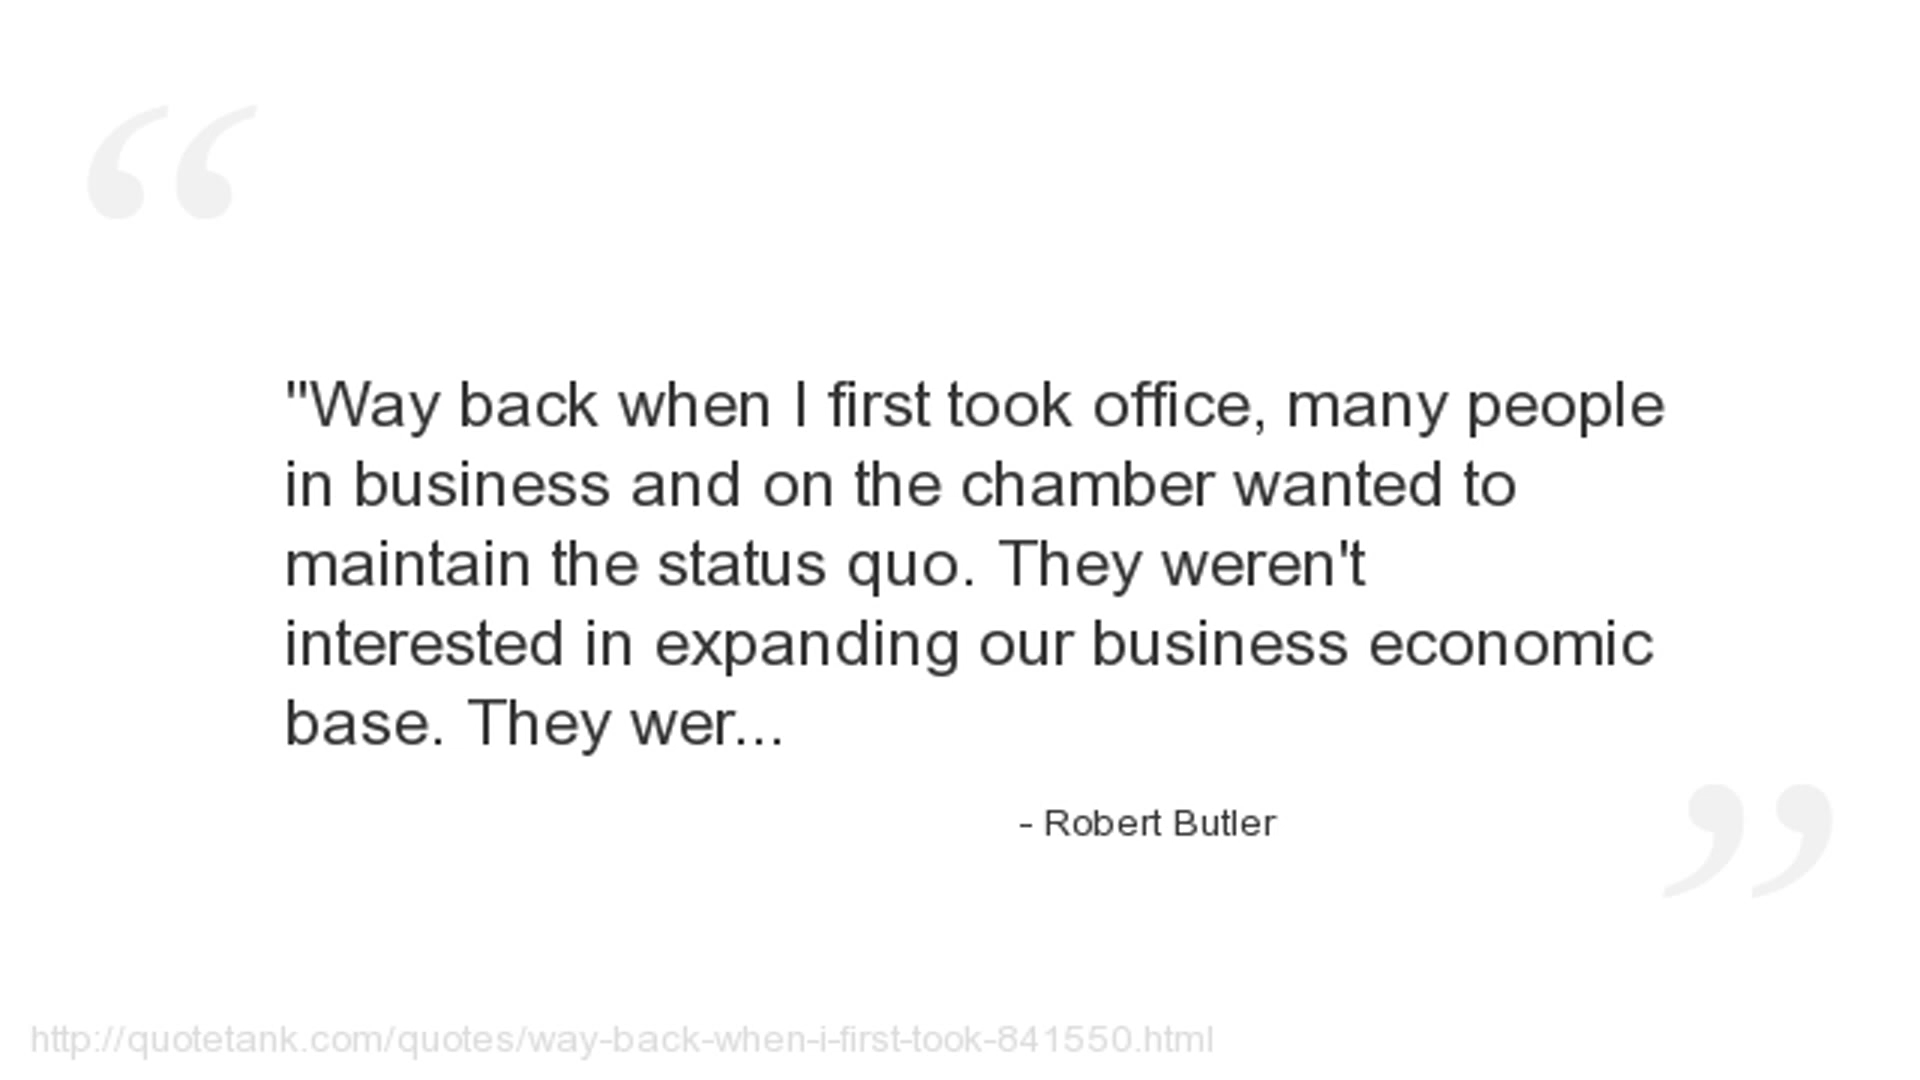 "Way back when I first took office, many people
in business and on the chamber wanted to
maintain the status quo. They weren't
interested in expanding our business economic
base. They wer...
- Robert Butler
http://quotetank.com/quotes/way-back-when-i-first-took-841550.html